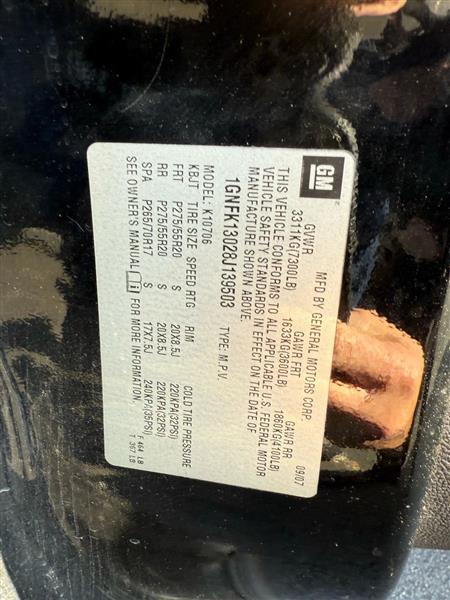 GM
MFD BY GENERAL MOTORS CORP. 09/07
GVWR GAWR FRT GAWR RR
3311KG(7300LB) 1633KG(3600LB) 1860KG(4100LB)
THIS VEHICLE CONFORMS TO ALL APPLICABLE U.S. FEDERAL MOTOR
VEHICLE SAFETY STANDARDS IN EFFECT ON THE DATE OF
MANUFACTURE SHOWN ABOVE.
1GNFK13028J139503 TYPE: M.P.V.
MODEL: K10706
KBJT TIRE SIZE SPEED RTG RIM COLD TIRE PRESSURE
FRT P275/55R20 S 20X8.5J 220KPA(32PSI)
RR P275/55R20 S 20X8.5J 220KPA(32PSI)
SPA P265/70R17 S 17X7.5J 240KPA(35PSI)
SEE OWNER'S MANUAL i FOR MORE INFORMATION. F 464 LB
T 367 LB